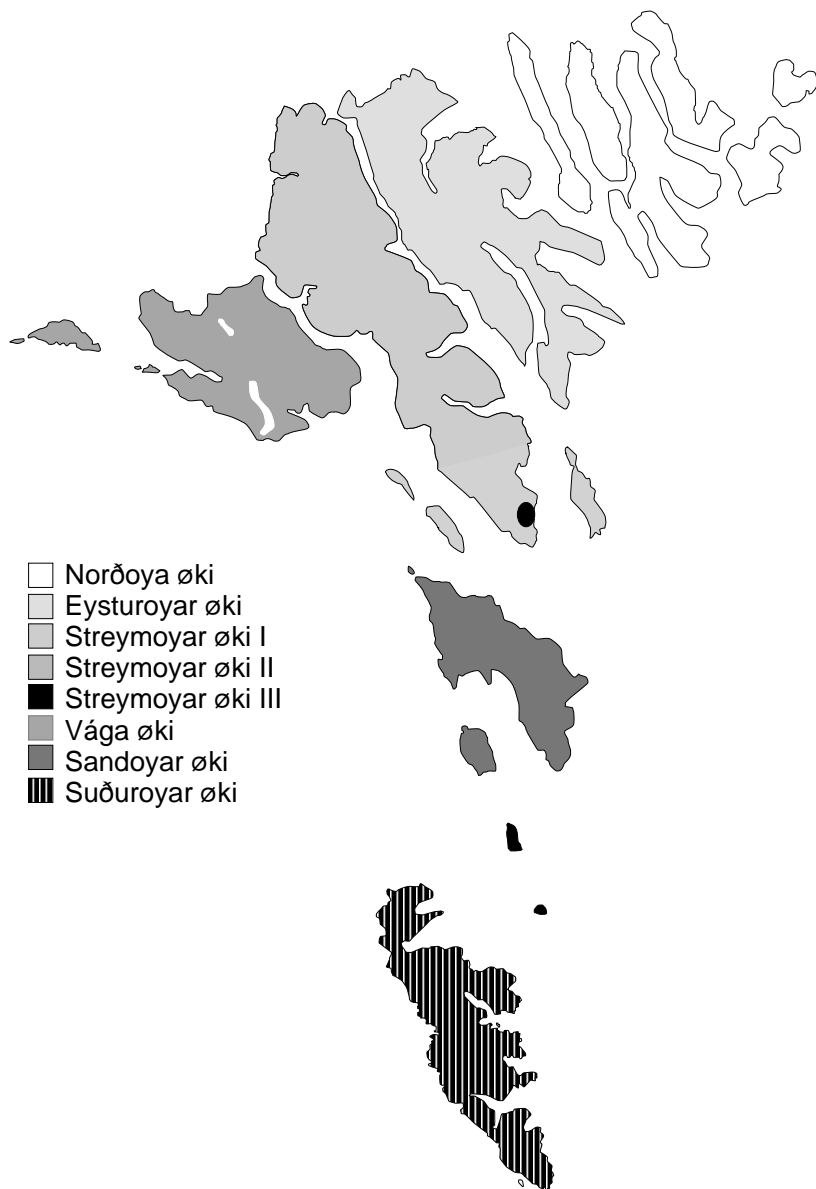 Norðoya øki
Eysturoyar øki
Streymoyar øki I
Streymoyar øki II
Streymoyar øki III
Vága øki
Sandoyar øki
Suðuroyar øki